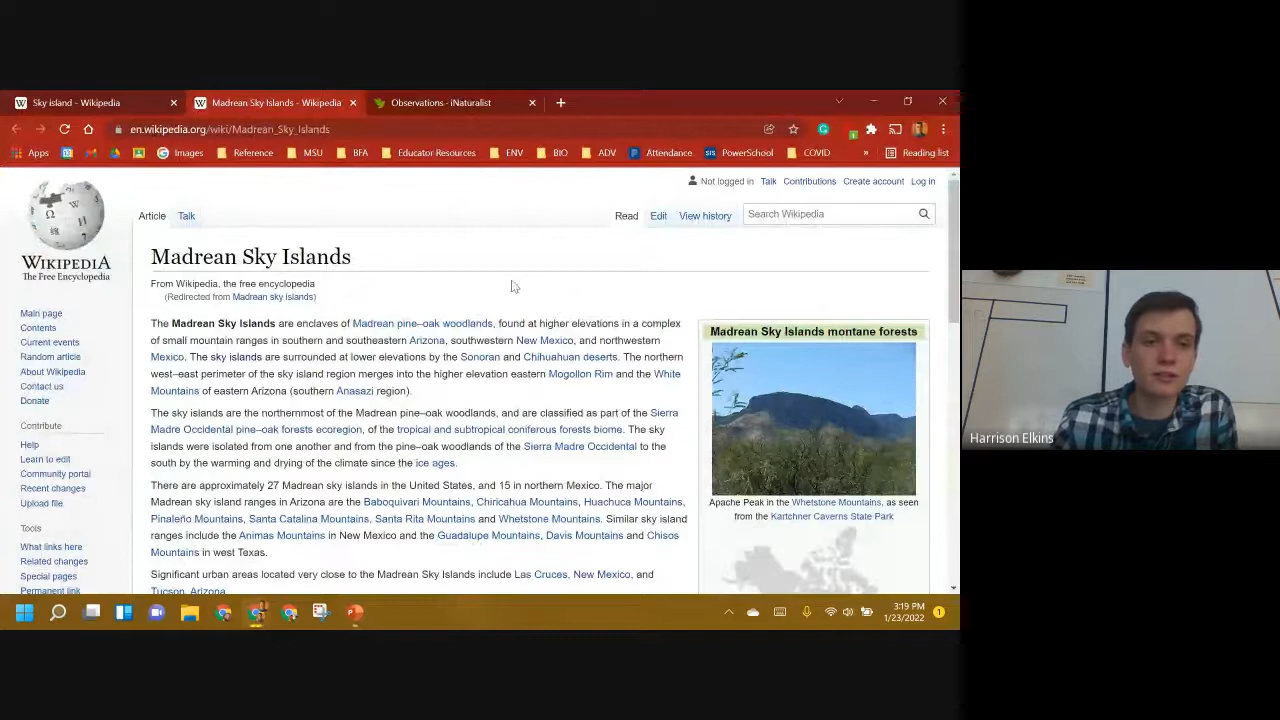 Sky island - Wikipedia
Madrean Sky Islands - Wikipedia
Observations · iNaturalist
en.wikipedia.org/wiki/Madrean_Sky_Islands
Apps
Images
Reference
MSU
BFA
Educator Resources
ENV
BIO
ADV
Attendance
SIS
PowerSchool
COVID
»
Reading list
Not logged in Talk Contributions Create account Log in
Article Talk
Read Edit View history
Search Wikipedia
WIKIPEDIA
The Free Encyclopedia
Main page
Contents
Current events
Random article
About Wikipedia
Contact us
Donate
Contribute
Help
Learn to edit
Community portal
Recent changes
Upload file
Tools
What links here
Related changes
Special pages
Permanent link
Madrean Sky Islands
From Wikipedia, the free encyclopedia
(Redirected from Madrean sky islands)
The Madrean Sky Islands are enclaves of Madrean pine–oak woodlands, found at higher elevations in a complex
of small mountain ranges in southern and southeastern Arizona, southwestern New Mexico, and northwestern
Mexico. The sky islands are surrounded at lower elevations by the Sonoran and Chihuahuan deserts. The northern
west–east perimeter of the sky island region merges into the higher elevation eastern Mogollon Rim and the White
Mountains of eastern Arizona (southern Anasazi region).
The sky islands are the northernmost of the Madrean pine–oak woodlands, and are classified as part of the Sierra
Madre Occidental pine–oak forests ecoregion, of the tropical and subtropical coniferous forests biome. The sky
islands were isolated from one another and from the pine–oak woodlands of the Sierra Madre Occidental to the
south by the warming and drying of the climate since the ice ages.
There are approximately 27 Madrean sky islands in the United States, and 15 in northern Mexico. The major
Madrean sky island ranges in Arizona are the Baboquivari Mountains, Chiricahua Mountains, Huachuca Mountains,
Pinaleño Mountains, Santa Catalina Mountains, Santa Rita Mountains and Whetstone Mountains. Similar sky island
ranges include the Animas Mountains in New Mexico and the Guadalupe Mountains, Davis Mountains and Chisos
Mountains in west Texas.
Significant urban areas located very close to the Madrean Sky Islands include Las Cruces, New Mexico, and
Tucson, Arizona
Madrean Sky Islands montane forests
Apache Peak in the Whetstone Mountains, as seen
from the Kartchner Caverns State Park
3:19 PM
1/23/2022
1
Harrison Elkins